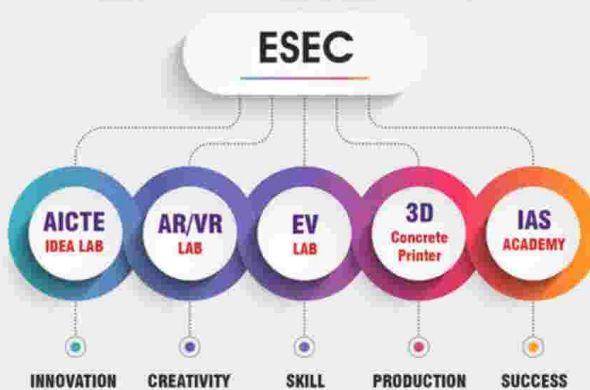 ESEC
AICTE
IDEA LAB
AR/VR
LAB
EV
LAB
3D
Concrete
Printer
IAS
ACADEMY
INNOVATION
CREATIVITY
SKILL
PRODUCTION
SUCCESS